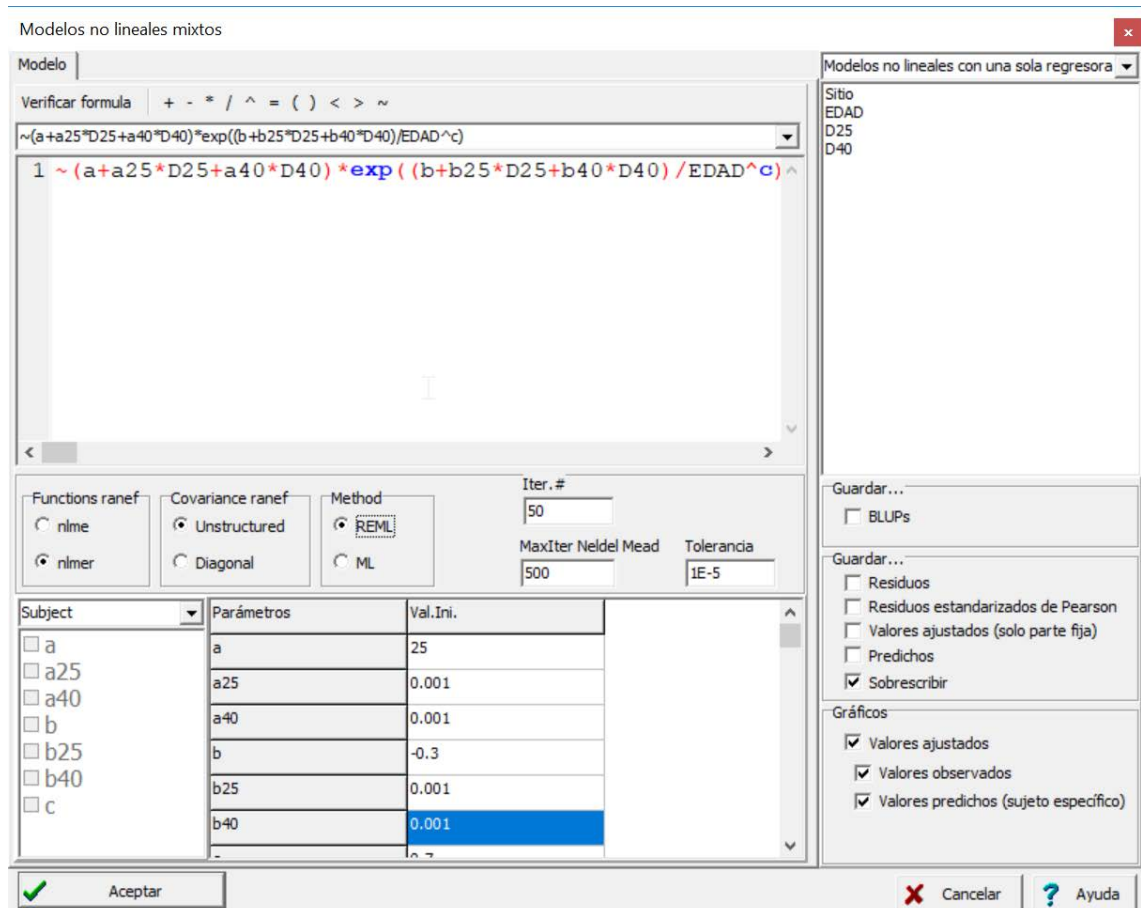 Modelos no lineales mixtos
Modelo
Verificar formula + - * / ^ = ( ) < > ~
~(a+a25*D25+a40*D40)*exp((b+b25*D25+b40*D40)/EDAD^c)
1 ~(a+a25*D25+a40*D40)*exp((b+b25*D25+b40*D40)/EDAD^c)
Functions ranef
nlme
nlmer
Covariance ranef
Unstructured
Diagonal
Method
REML
ML
Iter.#
50
MaxIter Neldel Mead
500
Tolerancia
1E-5
Subject
a
a25
a40
b
b25
b40
c
Parámetros Val.Ini.
a 25
a25 0.001
a40 0.001
b -0.3
b25 0.001
b40 0.001
Modelos no lineales con una sola regresora
Sitio
EDAD
D25
D40
Guardar...
BLUPs
Guardar...
Residuos
Residuos estandarizados de Pearson
Valores ajustados (solo parte fija)
Predichos
Sobrescribir
Gráficos
Valores ajustados
Valores observados
Valores predichos (sujeto específico)
Aceptar
Cancelar
Ayuda